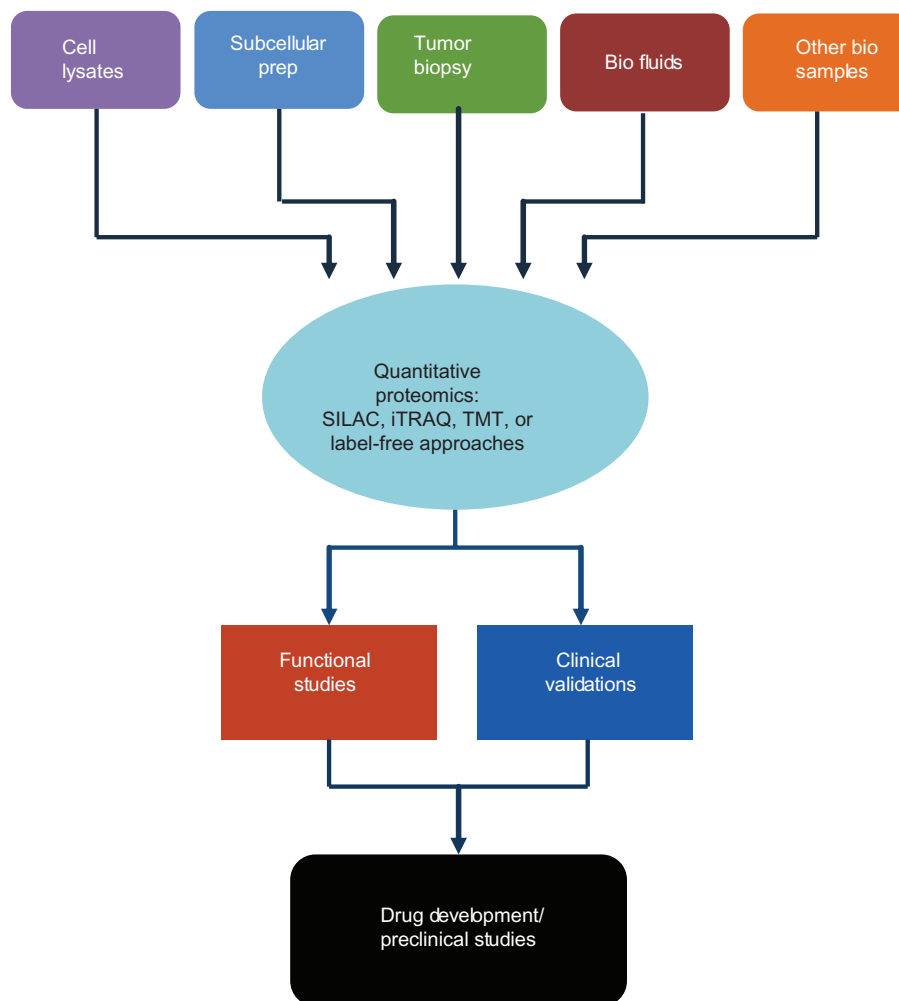 Cell
lysates
Subcellular
prep
Tumor
biopsy
Bio fluids
Other bio
samples
Quantitative
proteomics:
SILAC, iTRAQ, TMT, or
label-free approaches
Functional
studies
Clinical
validations
Drug development/
preclinical studies